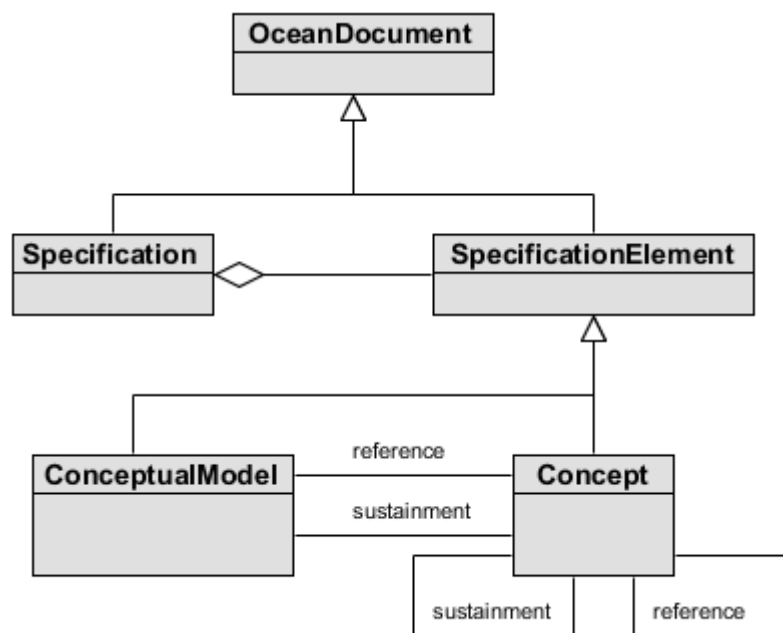 OceanDocument
Specification
SpecificationElement
ConceptualModel
reference
Concept
sustainment
sustainment
reference